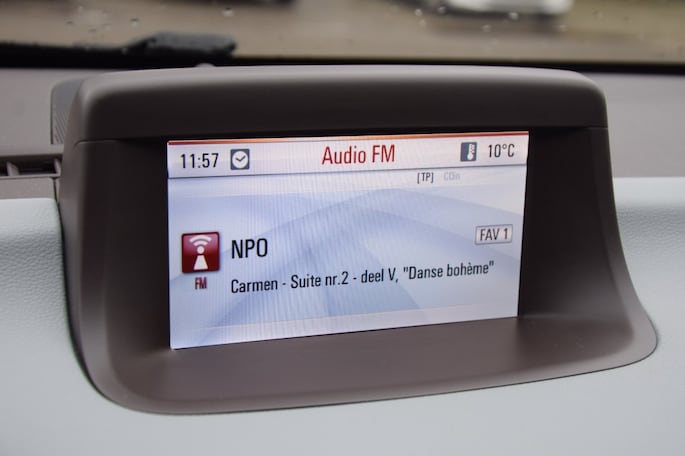 11:57 Audio FM 10°C
[TP] CDin
NPO FAV 1
FM
Carmen - Suite nr.2 - deel V, "Danse bohème"